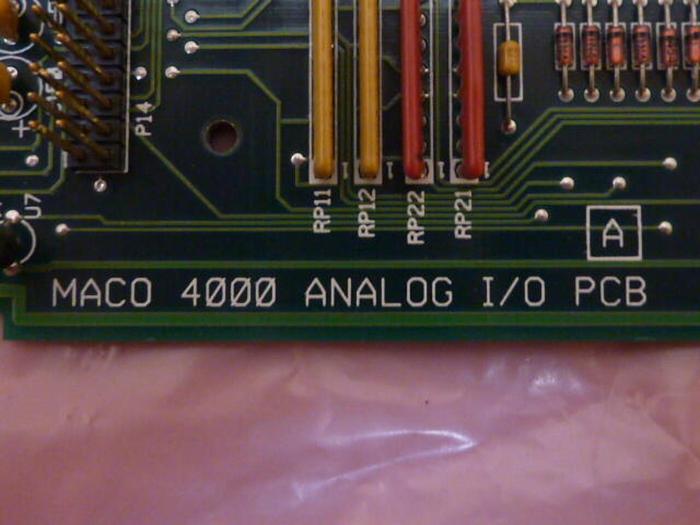 P14
U7
RP11
RP12
RP22
RP21
A
MACO 4000 ANALOG I/O PCB